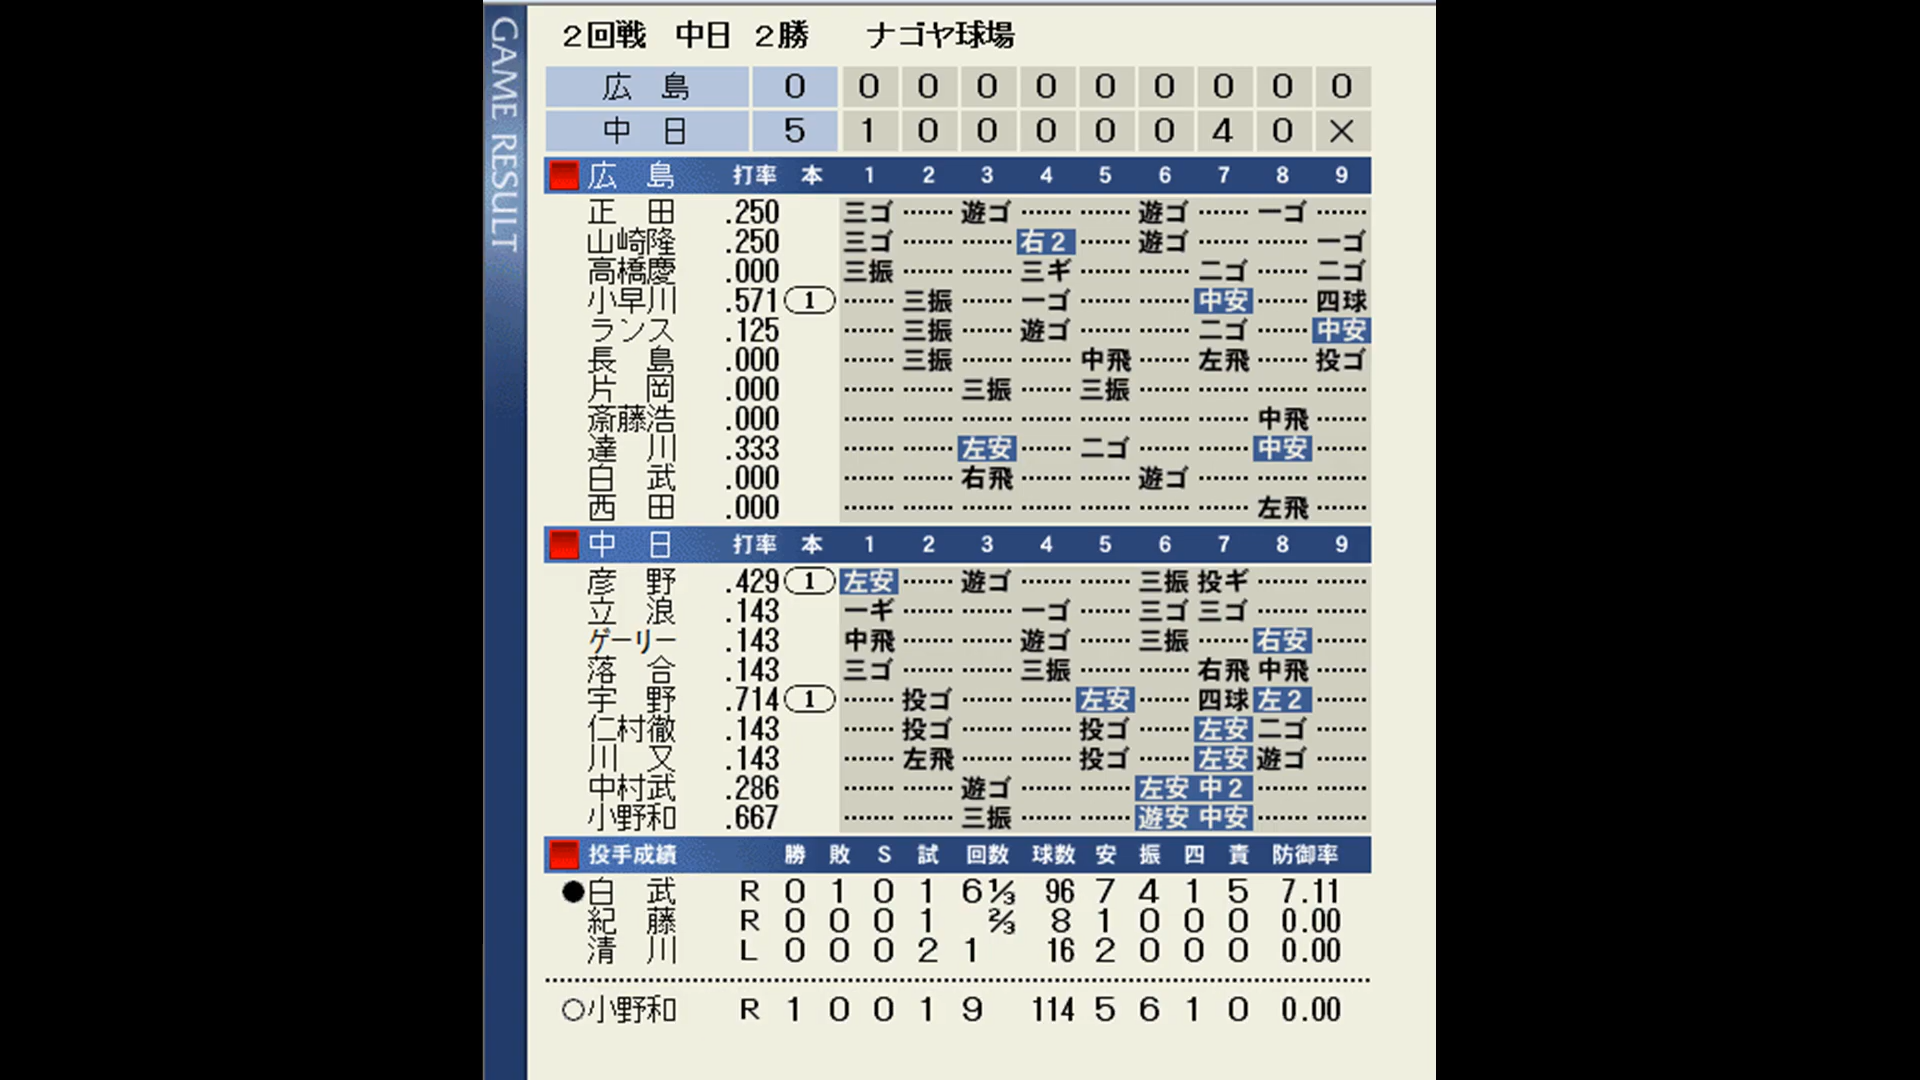 GAME RESULT
２回戦 中日 ２勝 ナゴヤ球場
広島 0 0 0 0 0 0 0 0 0 0
中日 5 1 0 0 0 0 0 4 0 ×
広島 打率 本 1 2 3 4 5 6 7 8 9
正田 .250 三ゴ …… 遊ゴ …… …… 遊ゴ …… 一ゴ ……
山崎隆 .250 三ゴ …… …… 右２ …… 遊ゴ …… …… 一ゴ
高橋慶 .000 三振 …… …… 三ギ …… …… 二ゴ …… 二ゴ
小早川 .571 1 …… 三振 …… 一ゴ …… …… 中安 …… 四球
ランス .125 …… 三振 …… 遊ゴ …… …… 二ゴ …… 中安
長島 .000 …… 三振 …… …… 中飛 …… 左飛 …… 投ゴ
片岡 .000 …… …… 三振 …… 三振 …… …… …… ……
斎藤浩 .000 …… …… …… …… …… …… …… 中飛 ……
達川 .333 …… …… 左安 …… 二ゴ …… …… 中安 ……
白武 .000 …… …… 右飛 …… …… 遊ゴ …… …… ……
西田 .000 …… …… …… …… …… …… …… 左飛 ……
中日 打率 本 1 2 3 4 5 6 7 8 9
彦野 .429 1 左安 …… 遊ゴ …… …… 三振 投ギ …… ……
立浪 .143 一ギ …… …… 一ゴ …… 三ゴ 三ゴ …… ……
ゲーリー .143 中飛 …… …… 遊ゴ …… 三振 …… 右安 ……
落合 .143 三ゴ …… …… 三振 …… …… 右飛 中飛 ……
宇野 .714 1 …… 投ゴ …… …… 左安 …… 四球 左２ ……
仁村徹 .143 …… 投ゴ …… …… 投ゴ …… 左安 二ゴ ……
川又 .143 …… 左飛 …… …… 投ゴ …… 左安 遊ゴ ……
中村武 .286 …… …… 遊ゴ …… …… 左安 中２ …… ……
小野和 .667 …… …… 三振 …… …… 遊安 中安 …… ……
投手成績 勝 敗 S 試 回数 球数 安 振 四 責 防御率
●白武 R 0 1 0 1 6⅓ 96 7 4 1 5 7.11
紀藤 R 0 0 0 1 ⅔ 8 1 0 0 0 0.00
清川 L 0 0 0 2 1 16 2 0 0 0 0.00
○小野和 R 1 0 0 1 9 114 5 6 1 0 0.00